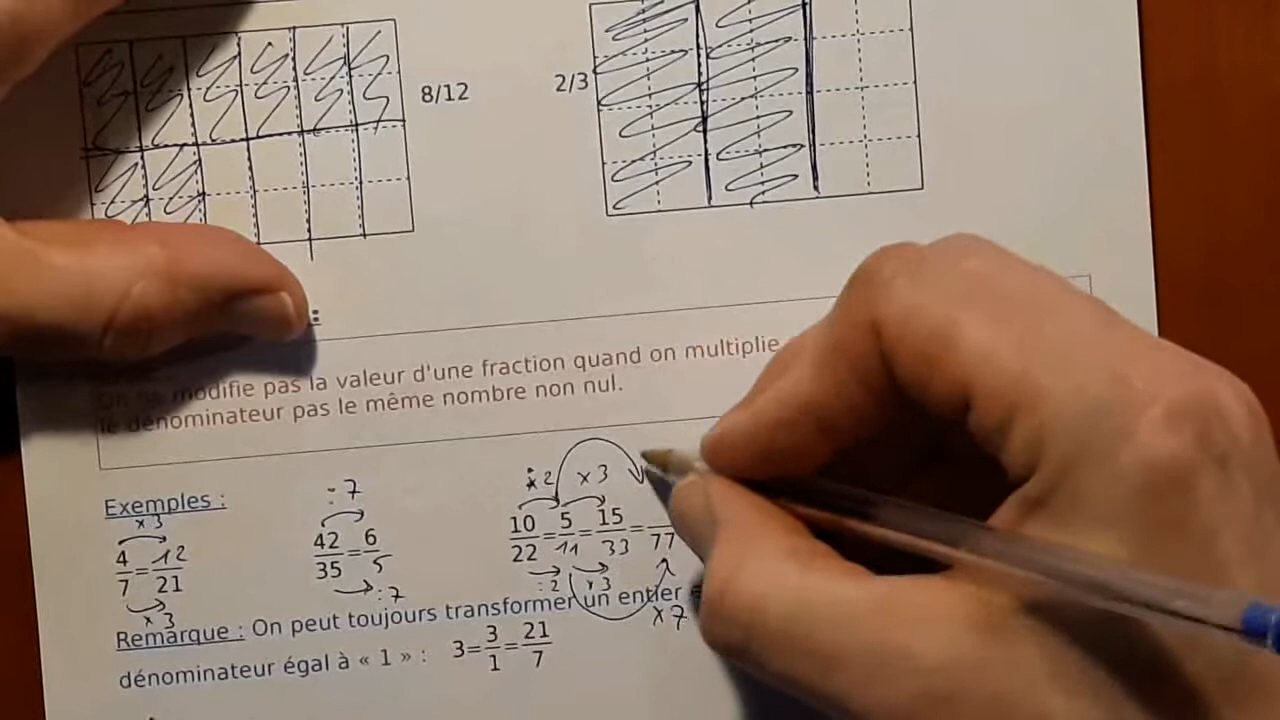 8/12
2/3
:
modifie pas la valeur d'une fraction quand on multiplie
le dénominateur pas le même nombre non nul.
Exemples :
x 3
4/7 = 12/21
x 3
: 7
42/35 = 6/5
: 7
: 2 x 3
10/22 = 5/11 = 15/33 = /77
: 2 x 3
x 7
Remarque : On peut toujours transformer un entier
dénominateur égal à « 1 » : 3 = 3/1 = 21/7